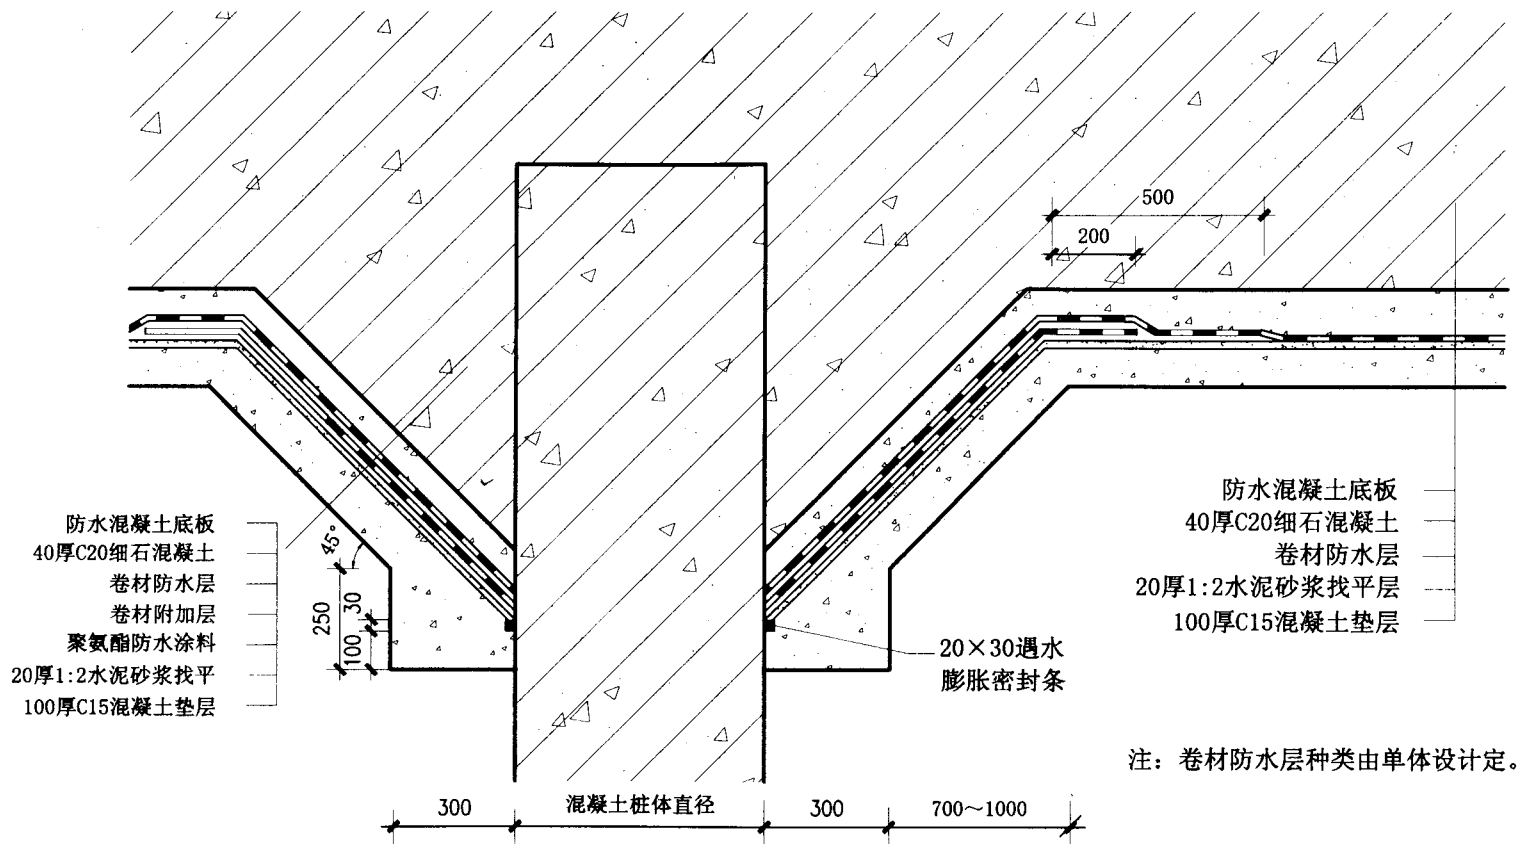 500
200
防水混凝土底板
40厚C20细石混凝土
卷材防水层
卷材附加层
聚氨酯防水涂料
20厚1:2水泥砂浆找平
100厚C15混凝土垫层
45°
250
30
100
防水混凝土底板
40厚C20细石混凝土
卷材防水层
20厚1:2水泥砂浆找平层
100厚C15混凝土垫层
20×30遇水
膨胀密封条
注：卷材防水层种类由单体设计定。
300
混凝土桩体直径
300
700～1000